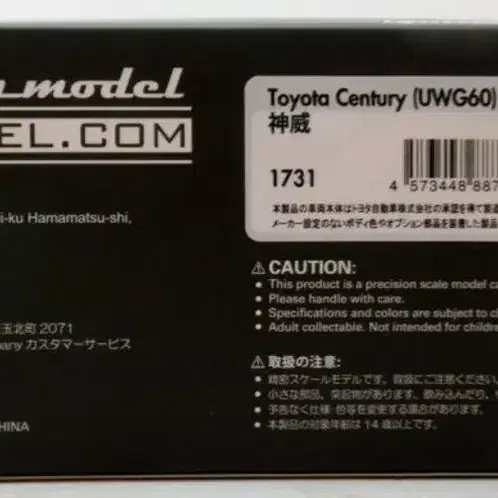 model
EL.COM
i-ku Hamamatsu-shi,
玉北町 2071
any カスタマーサービス
HINA
Toyota Century (UWG60)
神威
1731
4 573448 887
本製品の車両本体はトヨタ自動車株式会社の承認を得て製造
メーカー設定のないボディ色やオプション部品を装着した製品
⚠CAUTION:
• This product is a precision scale model ca
• Please handle with care.
• Specifications and colors are subject to c
• Adult collectable. Not intended for children
⚠取扱の注意:
• 精密スケールモデルです。取扱にご注意ください。
• 小さな部品、突起物があります。飲み込んだり、
• 予告なく仕様・色等を変更する場合があります。
• 本製品の対象年齢は14歳以上です。